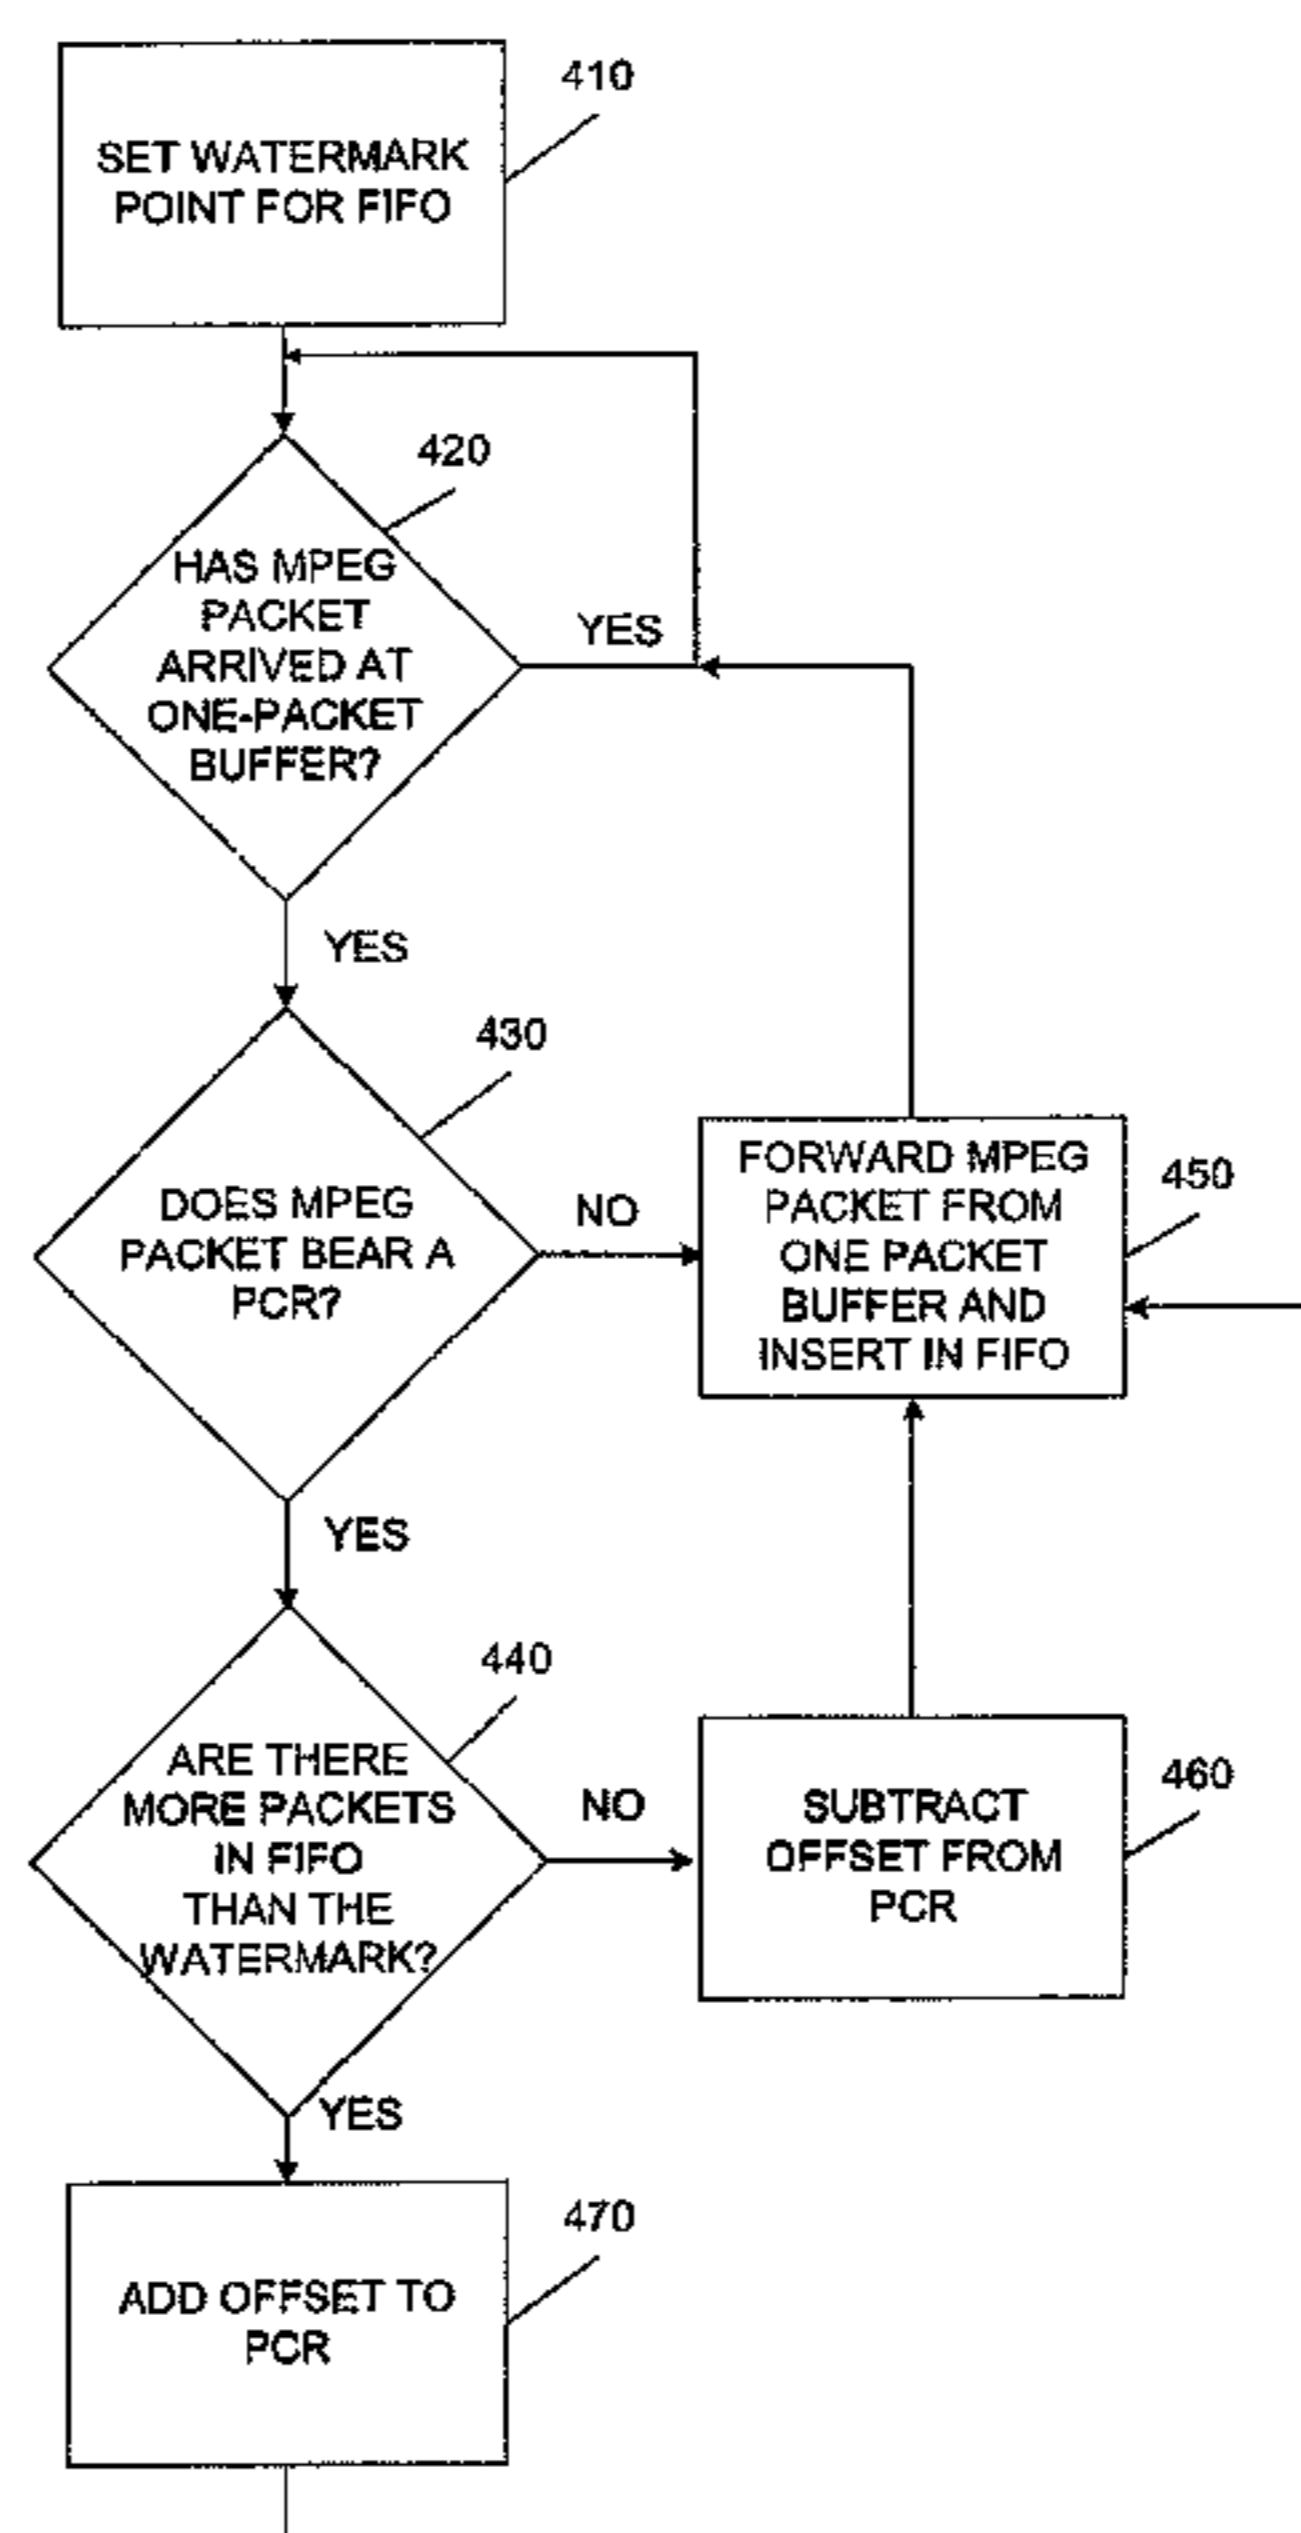 410
SET WATERMARK
POINT FOR FIFO
420
HAS MPEG
PACKET
ARRIVED AT
ONE-PACKET
BUFFER?
YES
YES
430
DOES MPEG
PACKET BEAR A
PCR?
NO
FORWARD MPEG
PACKET FROM
ONE PACKET
BUFFER AND
INSERT IN FIFO
450
YES
440
ARE THERE
MORE PACKETS
IN FIFO
THAN THE
WATERMARK?
NO
SUBTRACT
OFFSET FROM
PCR
460
YES
470
ADD OFFSET TO
PCR